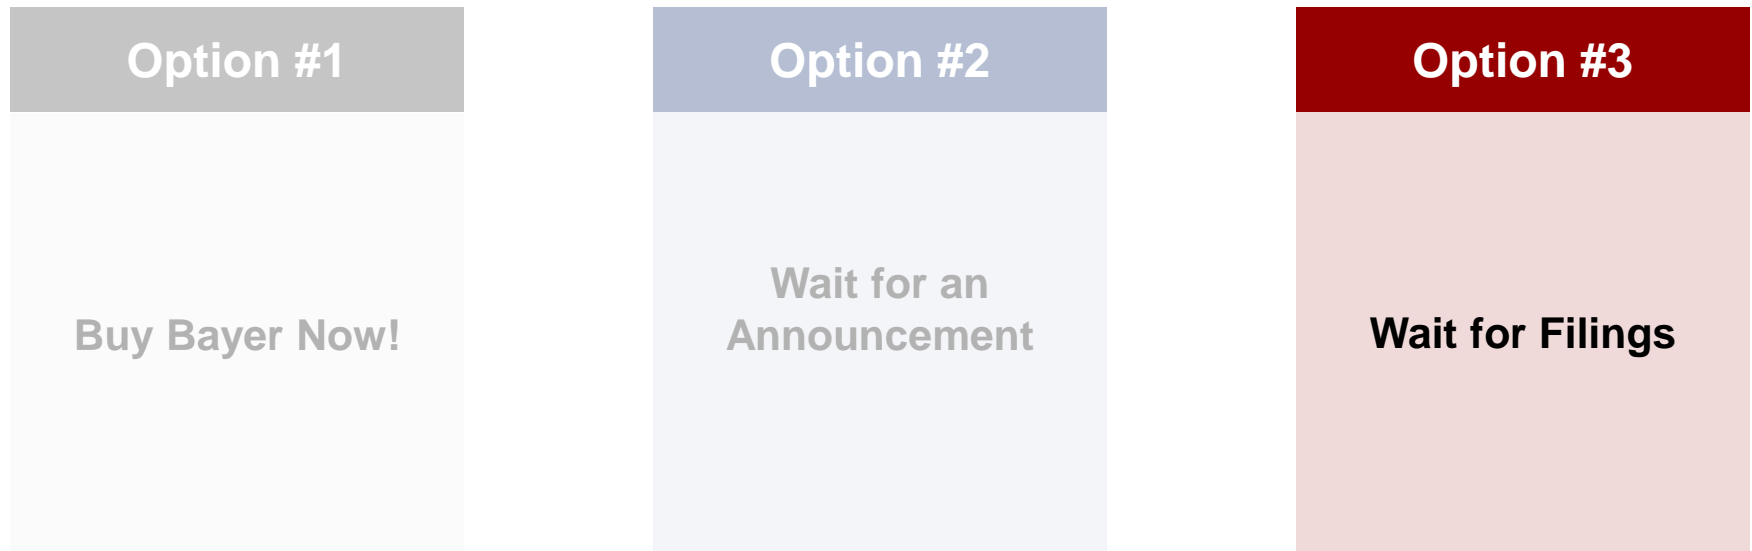 Option #1
Buy Bayer Now!
Option #2
Wait for an
Announcement
Option #3
Wait for Filings